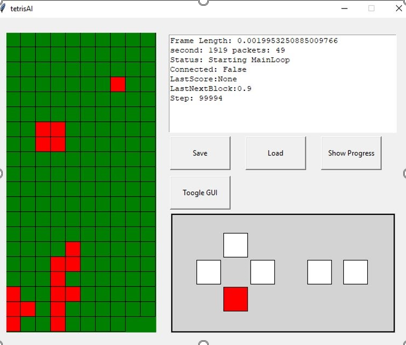 tetrisAI
Frame Length: 0.0019953250885009766
second: 1919 packets: 49
Status: Starting MainLoop
Connected: False
LastScore:None
LastNextBlock:0.9
Step: 99994
Save
Load
Show Progress
Toogle GUI